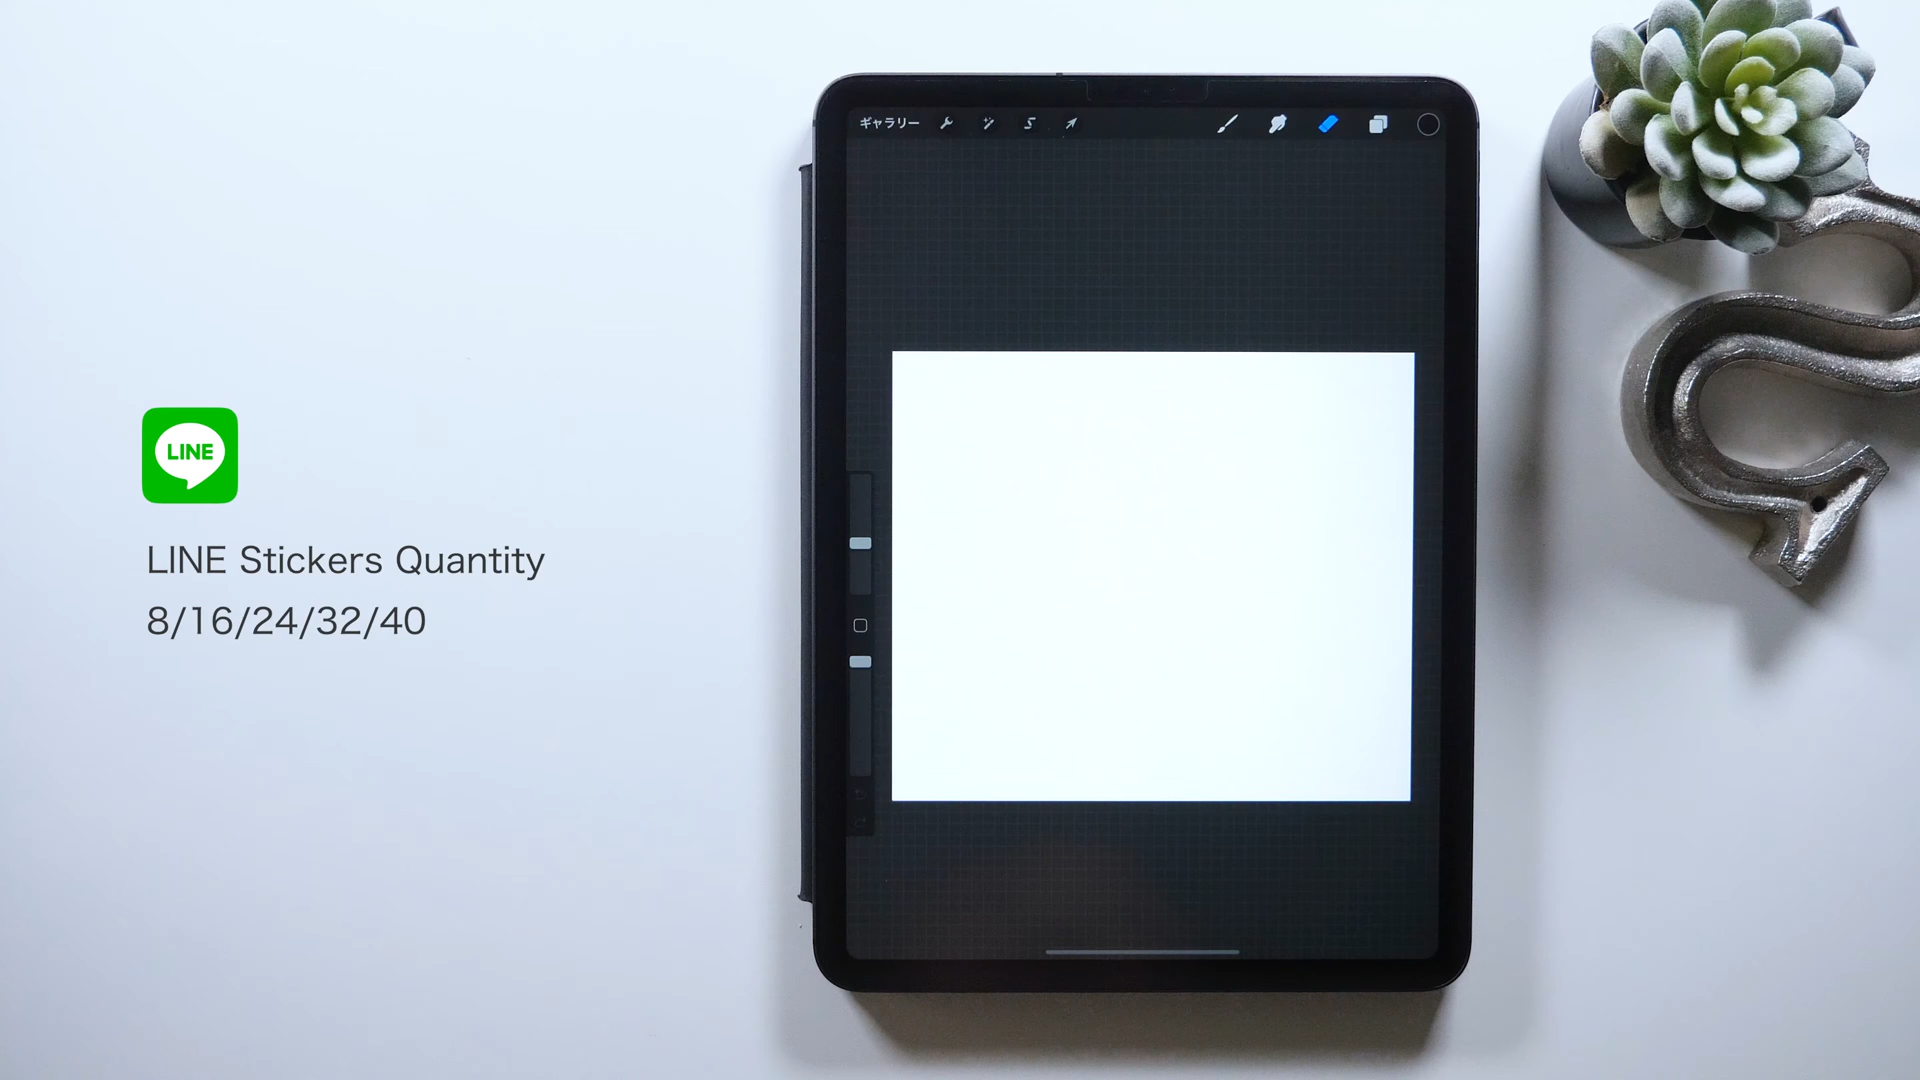 ギャラリー
LINE
LINE Stickers Quantity
8/16/24/32/40